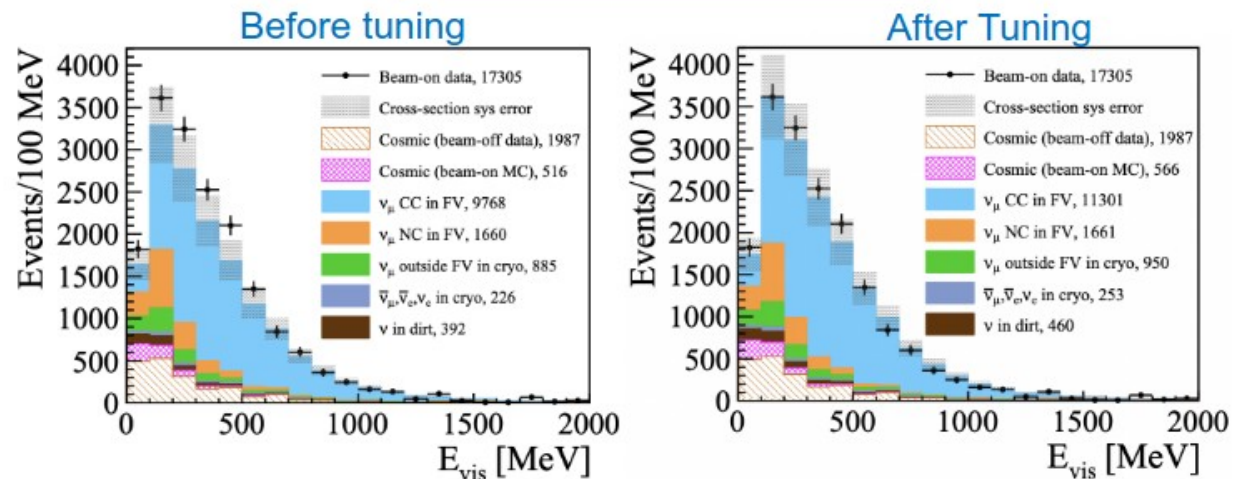 Before tuning
Events/100 MeV
4000
3500
3000
2500
2000
1500
1000
500
0
Beam-on data, 17305
Cross-section sys error
Cosmic (beam-off data), 1987
Cosmic (beam-on MC), 516
νμ CC in FV, 9768
νμ NC in FV, 1660
νμ outside FV in cryo, 885
ν̅μ,ν̅e,νe in cryo, 226
ν in dirt, 392
0 500 1000 1500 2000
Evis [MeV]
After Tuning
Events/100 MeV
4000
3500
3000
2500
2000
1500
1000
500
0
Beam-on data, 17305
Cross-section sys error
Cosmic (beam-off data), 1987
Cosmic (beam-on MC), 566
νμ CC in FV, 11301
νμ NC in FV, 1661
νμ outside FV in cryo, 950
ν̅μ,ν̅e,νe in cryo, 253
ν in dirt, 460
0 500 1000 1500 2000
Evis [MeV]